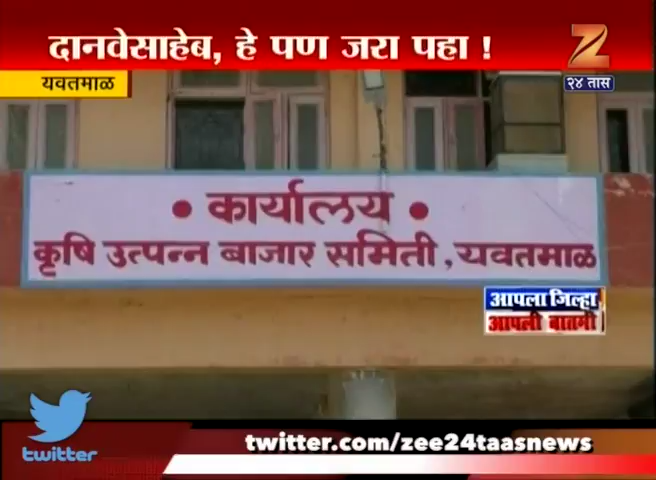 दानवेसाहेब, हे पण जरा पहा !
२४ तास
यवतमाळ
• कार्यालय •
कृषि उत्पन्न बाजार समिती , यवतमाळ
आपला जिल्हा
आपली बातमी
twitter
twitter.com/zee24taasnews